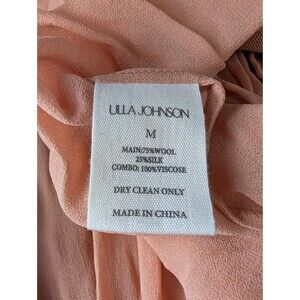 ULLA JOHNSON
M
MAIN:75%WOOL
25%SILK
COMBO: 100%VISCOSE
DRY CLEAN ONLY
MADE IN CHINA